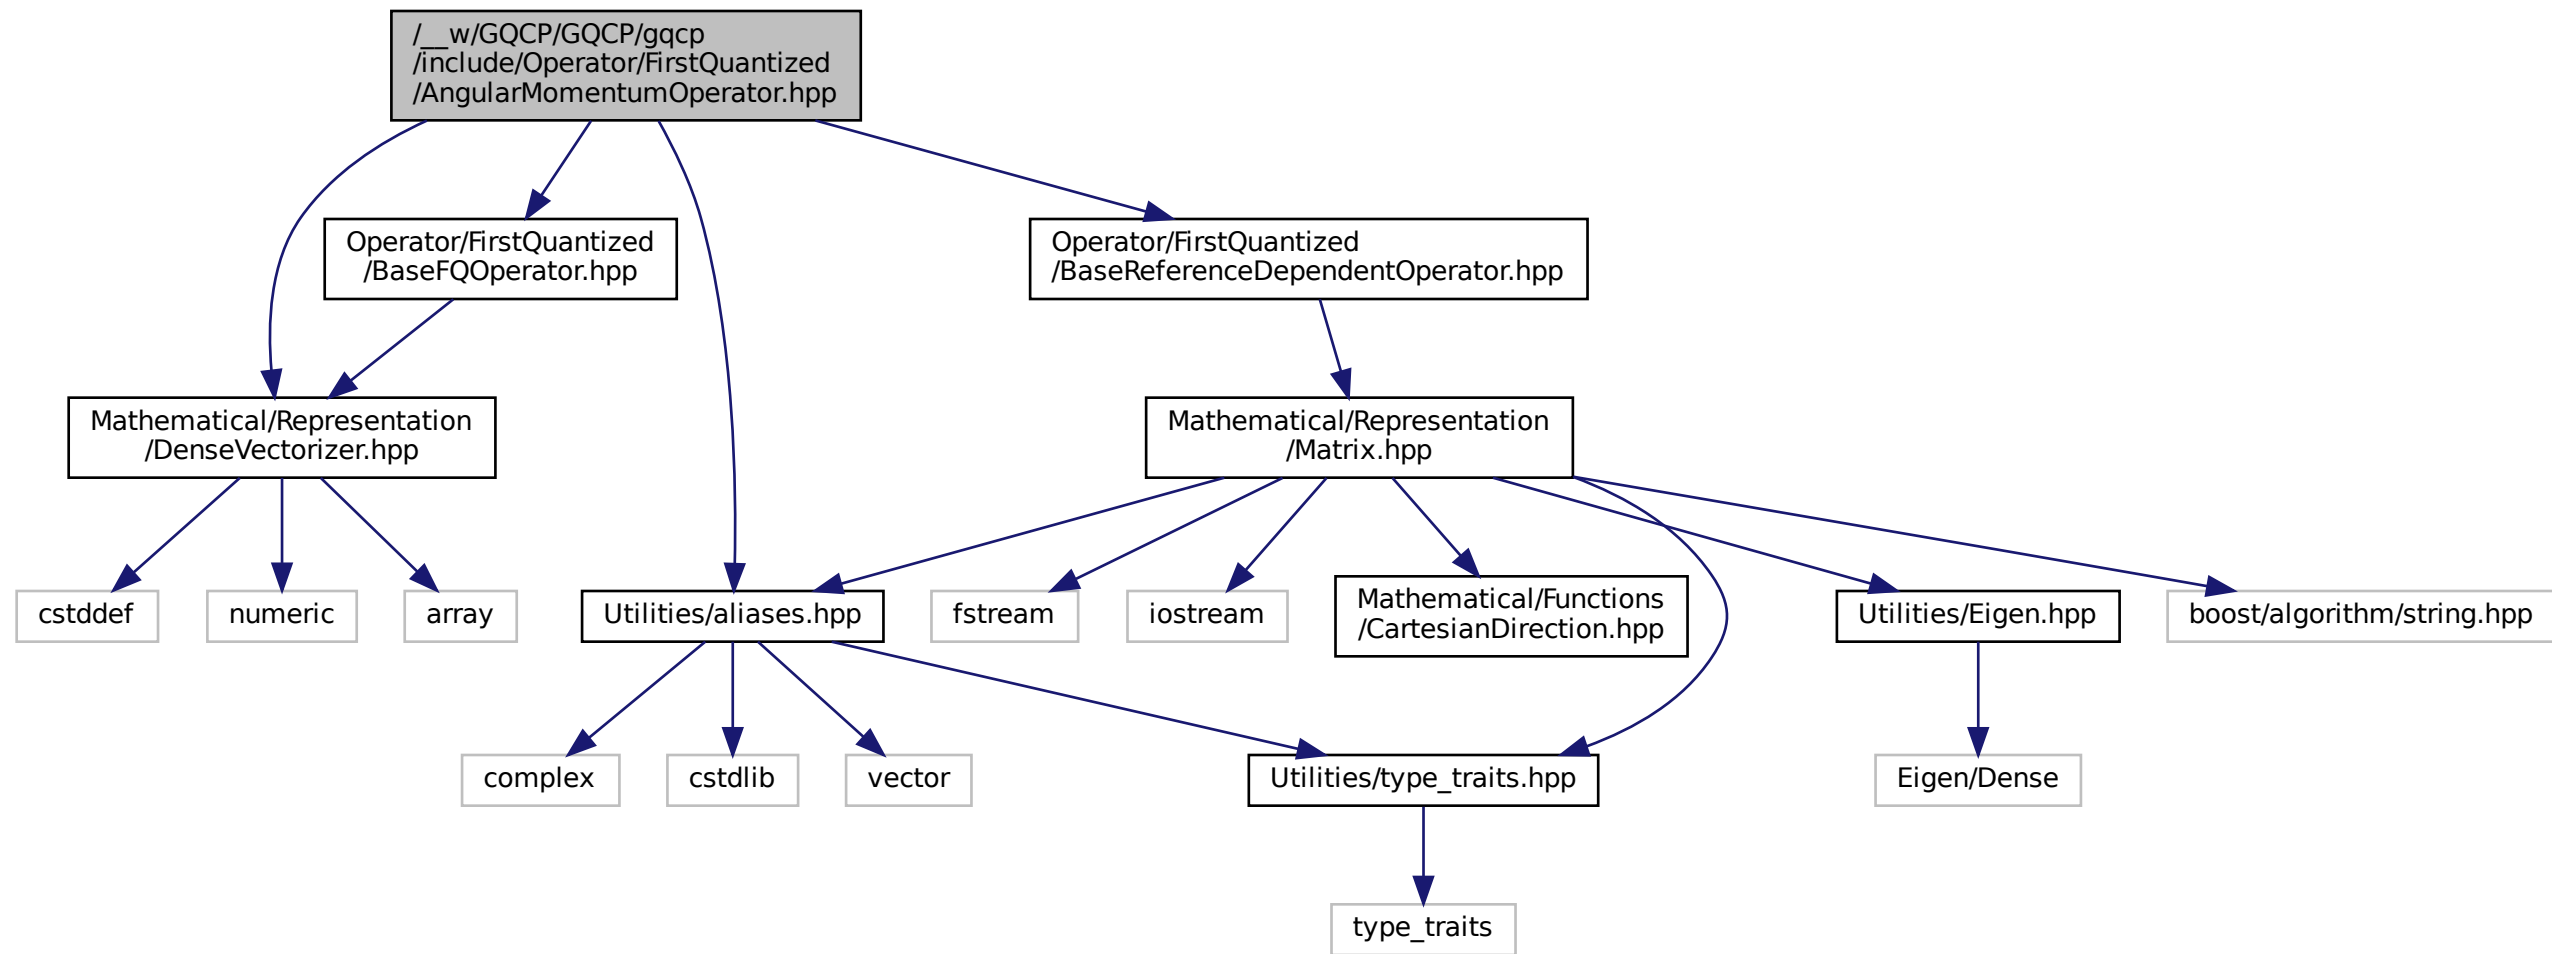 /__w/GQCP/GQCP/gqcp
/include/Operator/FirstQuantized
/AngularMomentumOperator.hpp
Operator/FirstQuantized
/BaseFQOperator.hpp
Operator/FirstQuantized
/BaseReferenceDependentOperator.hpp
Mathematical/Representation
/DenseVectorizer.hpp
Mathematical/Representation
/Matrix.hpp
cstddef
numeric
array
Utilities/aliases.hpp
fstream
iostream
Mathematical/Functions
/CartesianDirection.hpp
Utilities/Eigen.hpp
boost/algorithm/string.hpp
complex
cstdlib
vector
Utilities/type_traits.hpp
Eigen/Dense
type_traits